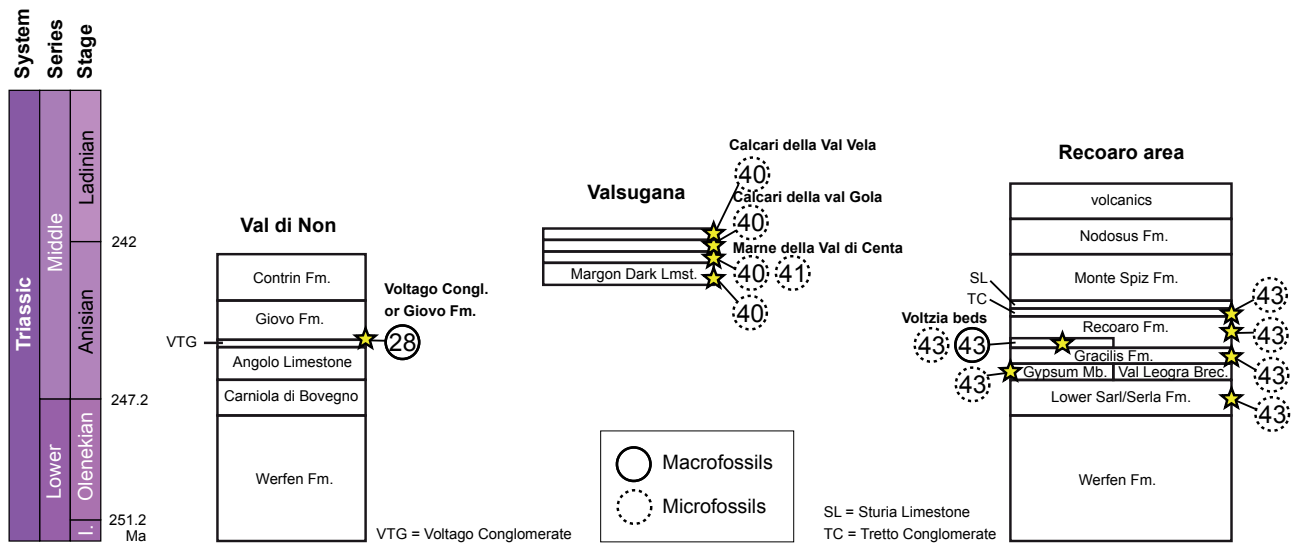 System
Series
Stage
Triassic
Middle
Lower
Ladinian
Anisian
Olenekian
I.
242
247.2
251.2
Ma
Val di Non
Contrin Fm.
Giovo Fm.
VTG
Angolo Limestone
Carniola di Bovegno
Werfen Fm.
Voltago Congl.
or Giovo Fm.
28
VTG = Voltago Conglomerate
Valsugana
Calcari della Val Vela
40
Calcari della val Gola
40
Marne della Val di Centa
40 41
Margon Dark Lmst.
40
Macrofossils
Microfossils
Recoaro area
volcanics
Nodosus Fm.
Monte Spiz Fm.
SL
TC
43
Voltzia beds
Recoaro Fm.
43
43 43
Gracilis Fm.
43
Gypsum Mb. Val Leogra Brec.
43
Lower Sarl/Serla Fm.
43
Werfen Fm.
SL = Sturia Limestone
TC = Tretto Conglomerate